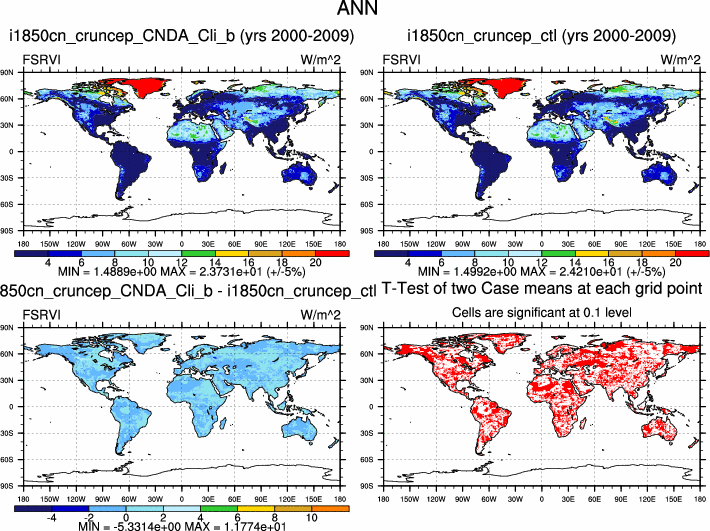 ANN
i1850cn_cruncep_CNDA_Cli_b (yrs 2000-2009)
i1850cn_cruncep_ctl (yrs 2000-2009)
FSRVI W/m^2
FSRVI W/m^2
90N
60N
30N
0
30S
60S
90S
180 150W 120W 90W 60W 30W 0 30E 60E 90E 120E 150E 180
90N
60N
30N
0
30S
60S
90S
180 150W 120W 90W 60W 30W 0 30E 60E 90E 120E 150E 180
4 6 8 10 12 14 16 18 20
MIN = 1.4889e+00 MAX = 2.3731e+01 (+/-5%)
4 6 8 10 12 14 16 18 20
MIN = 1.4992e+00 MAX = 2.4210e+01 (+/-5%)
850cn_cruncep_CNDA_Cli_b - i1850cn_cruncep_ctl
T-Test of two Case means at each grid point
FSRVI W/m^2
Cells are significant at 0.1 level
90N
60N
30N
0
30S
60S
90S
180 150W 120W 90W 60W 30W 0 30E 60E 90E 120E 150E 180
90N
60N
30N
0
30S
60S
90S
180 150W 120W 90W 60W 30W 0 30E 60E 90E 120E 150E 180
-4 -2 0 2 4 6 8 10
MIN = -5.3314e+00 MAX = 1.1774e+01